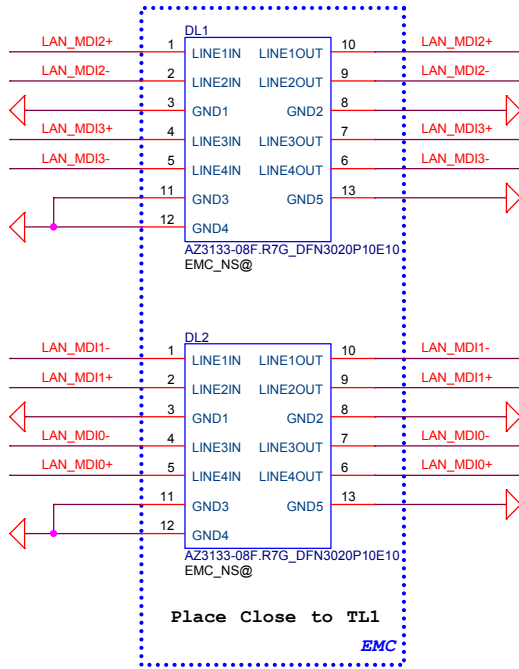 DL1
LAN_MDI2+ 1 LINE1IN LINE1OUT 10 LAN_MDI2+
LAN_MDI2- 2 LINE2IN LINE2OUT 9 LAN_MDI2-
3 GND1 GND2 8
LAN_MDI3+ 4 LINE3IN LINE3OUT 7 LAN_MDI3+
LAN_MDI3- 5 LINE4IN LINE4OUT 6 LAN_MDI3-
11 GND3 GND5 13
12 GND4
AZ3133-08F.R7G_DFN3020P10E10
EMC_NS@
DL2
LAN_MDI1- 1 LINE1IN LINE1OUT 10 LAN_MDI1-
LAN_MDI1+ 2 LINE2IN LINE2OUT 9 LAN_MDI1+
3 GND1 GND2 8
LAN_MDI0- 4 LINE3IN LINE3OUT 7 LAN_MDI0-
LAN_MDI0+ 5 LINE4IN LINE4OUT 6 LAN_MDI0+
11 GND3 GND5 13
12 GND4
AZ3133-08F.R7G_DFN3020P10E10
EMC_NS@
Place Close to TL1
EMC